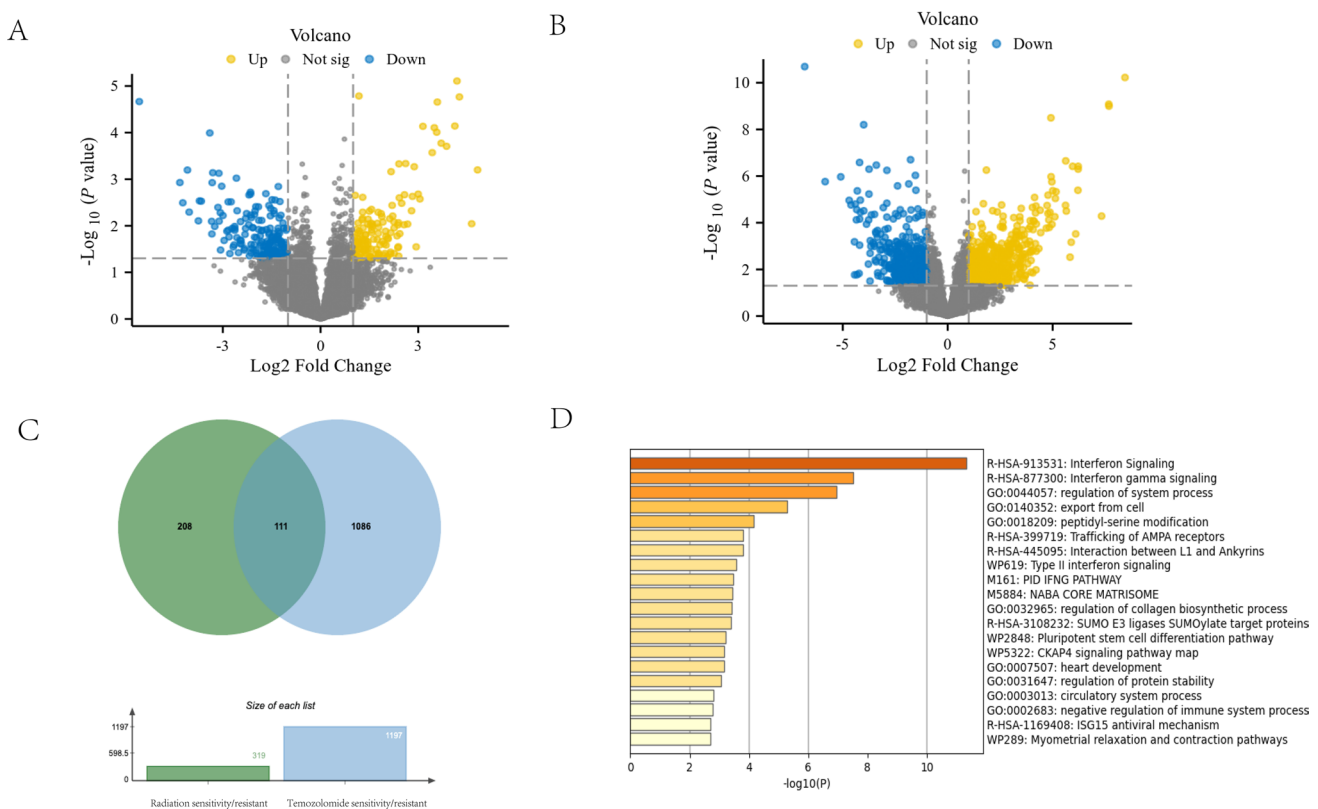 A
Volcano
Up Not sig Down
-Log 10 (P value)
5
4
3
2
1
0
-3 0 3
Log2 Fold Change
B
Volcano
Up Not sig Down
-Log 10 (P value)
10
8
6
4
2
0
-5 0 5
Log2 Fold Change
C
208 111 1086
Size of each list
1197
598.5
0
319
1197
Radiation sensitivity/resistant Temozolomide sensitivity/resistant
D
R-HSA-913531: Interferon Signaling
R-HSA-877300: Interferon gamma signaling
GO:0044057: regulation of system process
GO:0140352: export from cell
GO:0018209: peptidyl-serine modification
R-HSA-399719: Trafficking of AMPA receptors
R-HSA-445095: Interaction between L1 and Ankyrins
WP619: Type II interferon signaling
M161: PID IFNG PATHWAY
M5884: NABA CORE MATRISOME
GO:0032965: regulation of collagen biosynthetic process
R-HSA-3108232: SUMO E3 ligases SUMOylate target proteins
WP2848: Pluripotent stem cell differentiation pathway
WP5322: CKAP4 signaling pathway map
GO:0007507: heart development
GO:0031647: regulation of protein stability
GO:0003013: circulatory system process
GO:0002683: negative regulation of immune system process
R-HSA-1169408: ISG15 antiviral mechanism
WP289: Myometrial relaxation and contraction pathways
0 2 4 6 8 10
-log10(P)